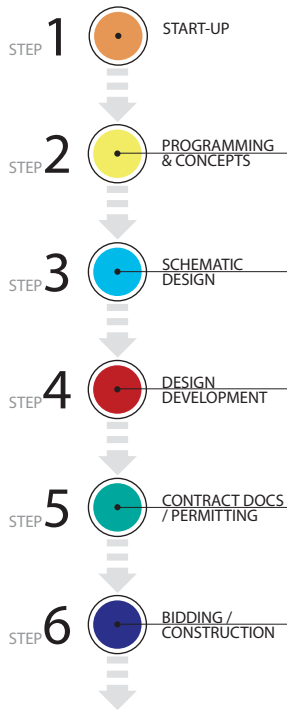 STEP 1
START-UP
STEP 2
PROGRAMMING
& CONCEPTS
STEP 3
SCHEMATIC
DESIGN
STEP 4
DESIGN
DEVELOPMENT
STEP 5
CONTRACT DOCS
/ PERMITTING
STEP 6
BIDDING /
CONSTRUCTION